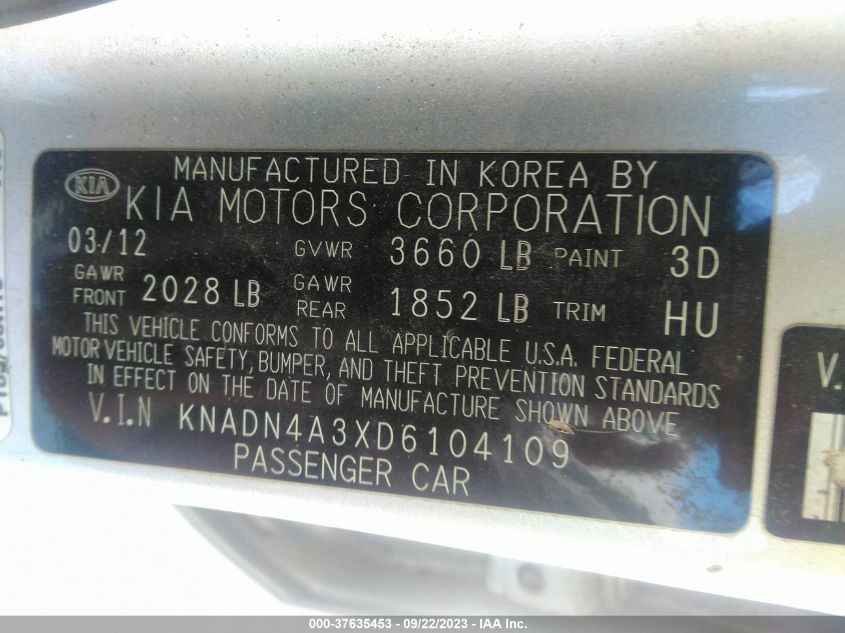 MANUFACTURED IN KOREA BY
KIA KIA MOTORS CORPORATION
03/12 GVWR 3660 LB PAINT 3D
GAWR FRONT 2028 LB GAWR REAR 1852 LB TRIM HU
THIS VEHICLE CONFORMS TO ALL APPLICABLE U.S.A. FEDERAL
MOTOR VEHICLE SAFETY, BUMPER, AND THEFT PREVENTION STANDARDS
IN EFFECT ON THE DATE OF MANUFACTURE SHOWN ABOVE
V.I.N KNADN4A3XD6104109
PASSENGER CAR
V.
000-37635453 - 09/22/2023 - IAA Inc.